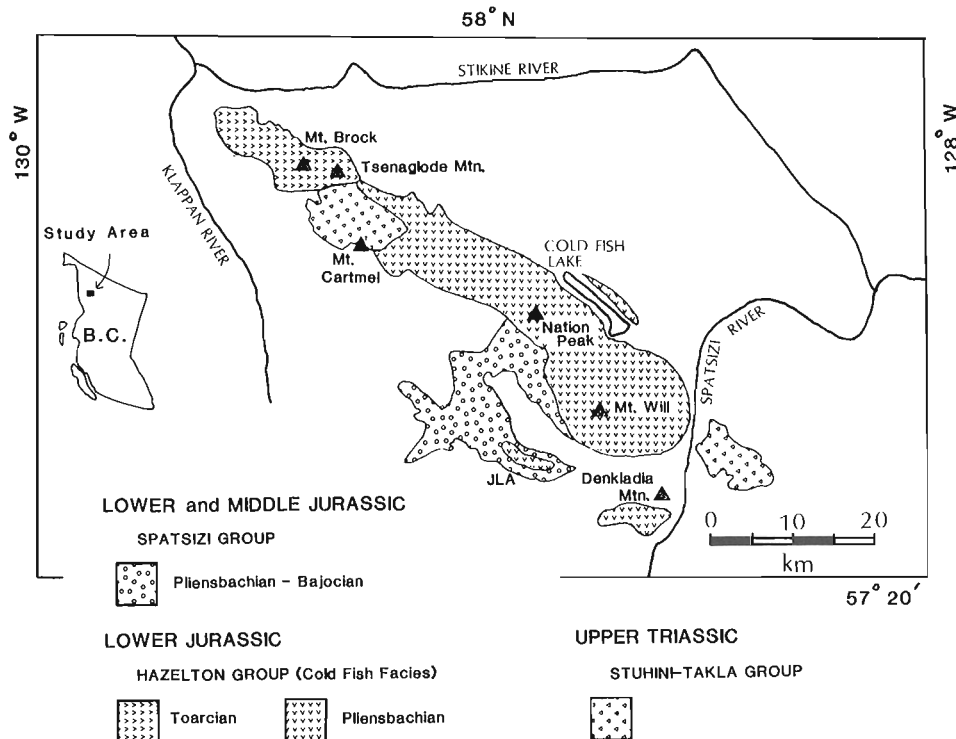 58° N
STIKINE RIVER
130° W
128° W
Mt. Brock
Tsenaglode Mtn.
KLAPPAN RIVER
Study Area
Mt.
Cartmel
COLD FISH
LAKE
B.C.
Nation
Peak
SPATSIZI RIVER
Mt. Will
JLA
Denkladia
Mtn.
LOWER and MIDDLE JURASSIC
0 10 20
SPATSIZI GROUP
km
Pliensbachian - Bajocian
57° 20′
LOWER JURASSIC
UPPER TRIASSIC
HAZELTON GROUP (Cold Fish Facies)
STUHINI-TAKLA GROUP
Toarcian
Pliensbachian